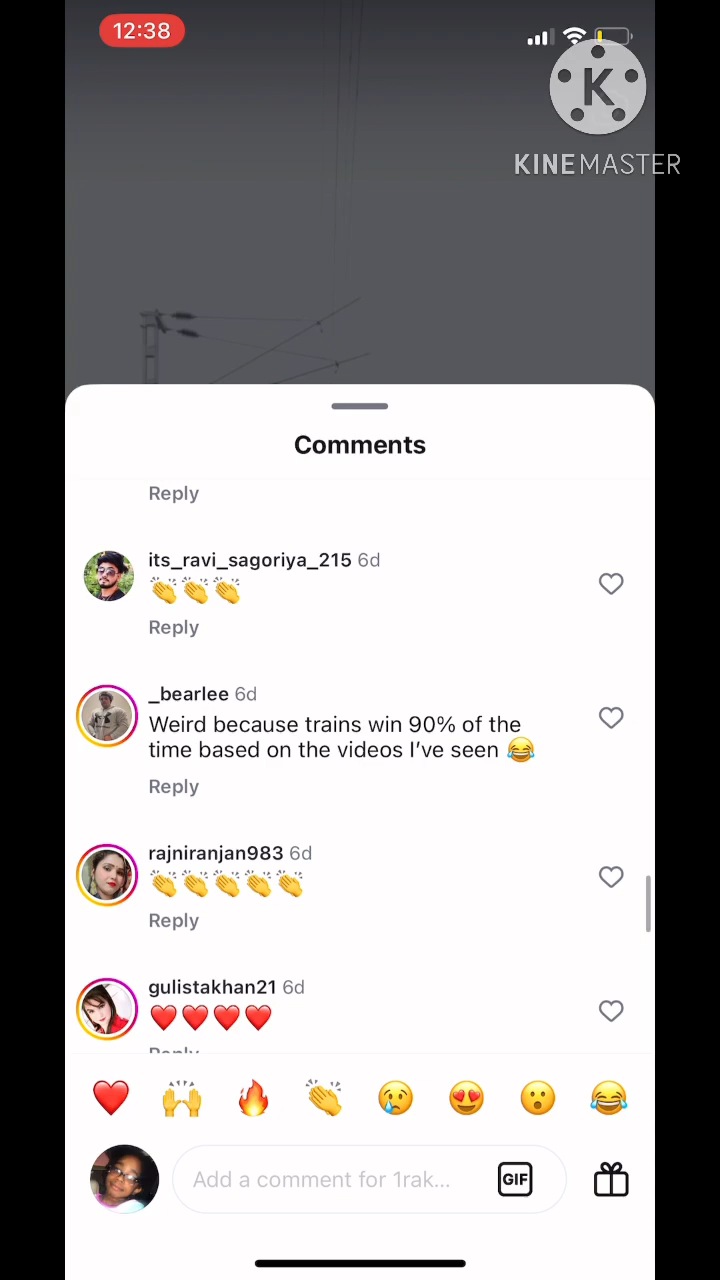 12:38
K
KINEMASTER
Comments
Reply
its_ravi_sagoriya_215 6d
👏👏👏
Reply
_bearlee 6d
Weird because trains win 90% of the
time based on the videos I’ve seen 😂
Reply
rajniranjan983 6d
👏👏👏👏👏
Reply
gulistakhan21 6d
❤️❤️❤️❤️
Reply
❤️ 🙌 🔥 👏 😢 😍 😮 😂
Add a comment for 1rak... GIF